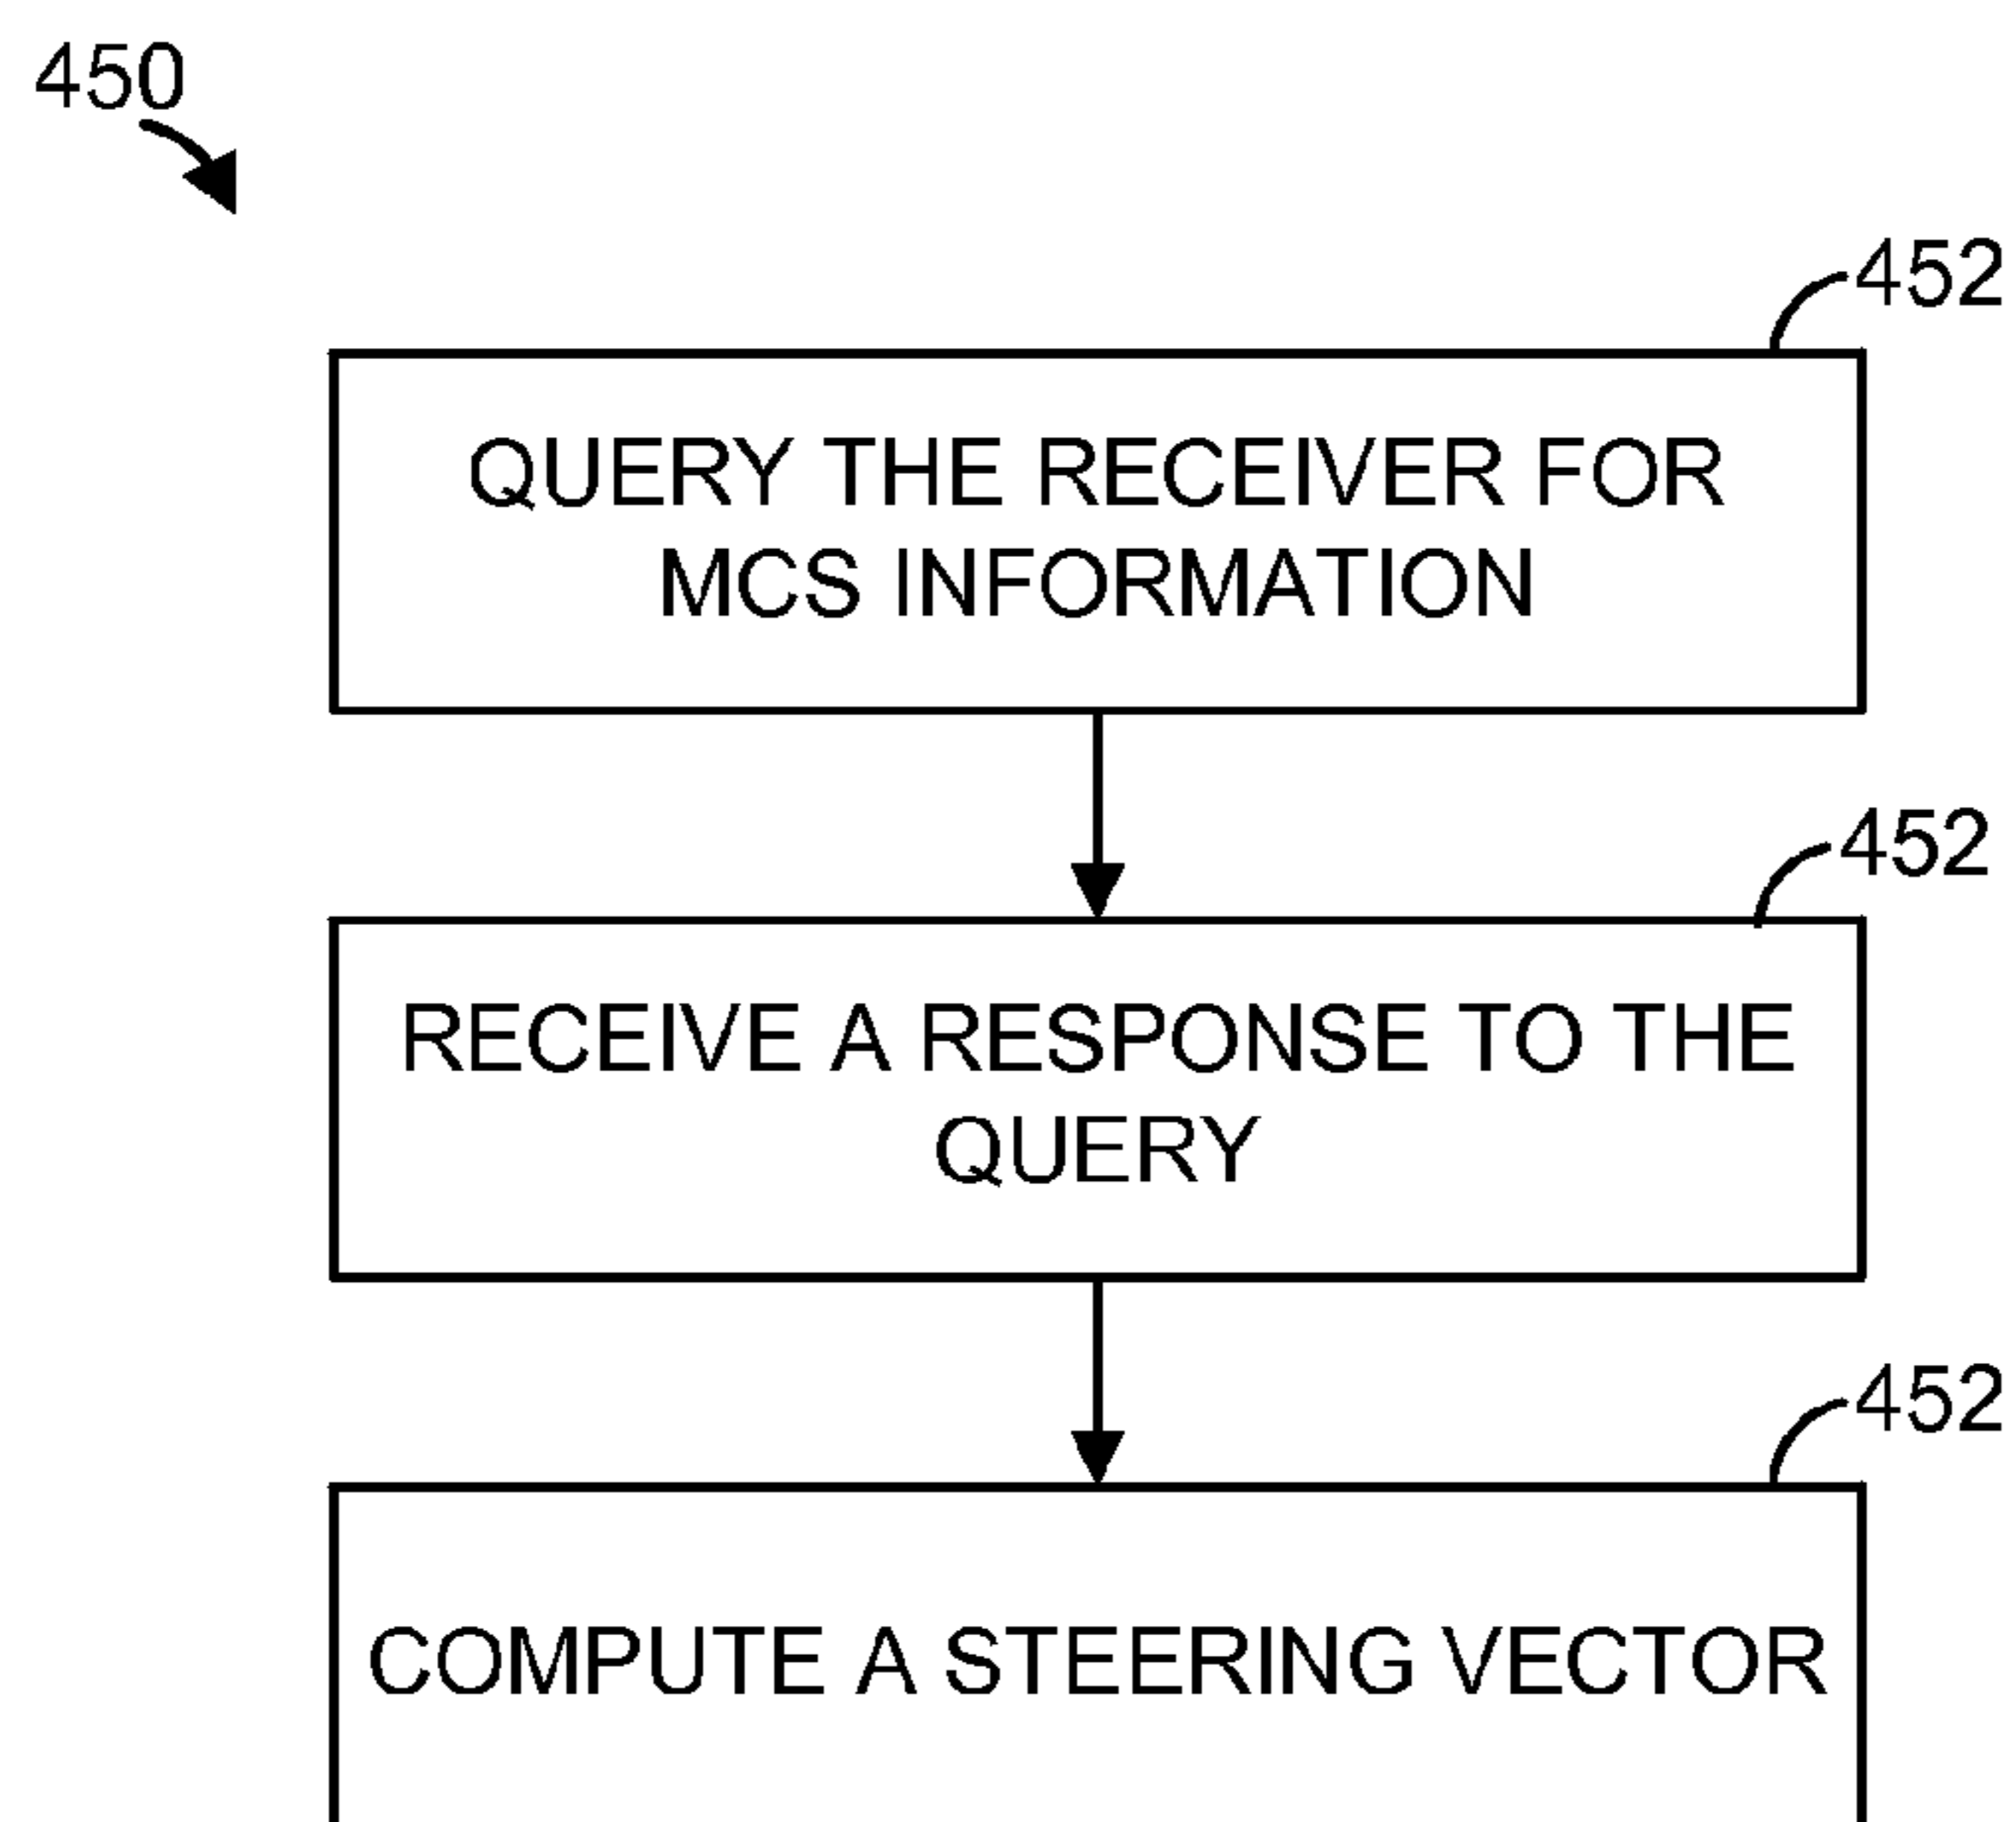 450
452
QUERY THE RECEIVER FOR
MCS INFORMATION
452
RECEIVE A RESPONSE TO THE
QUERY
452
COMPUTE A STEERING VECTOR